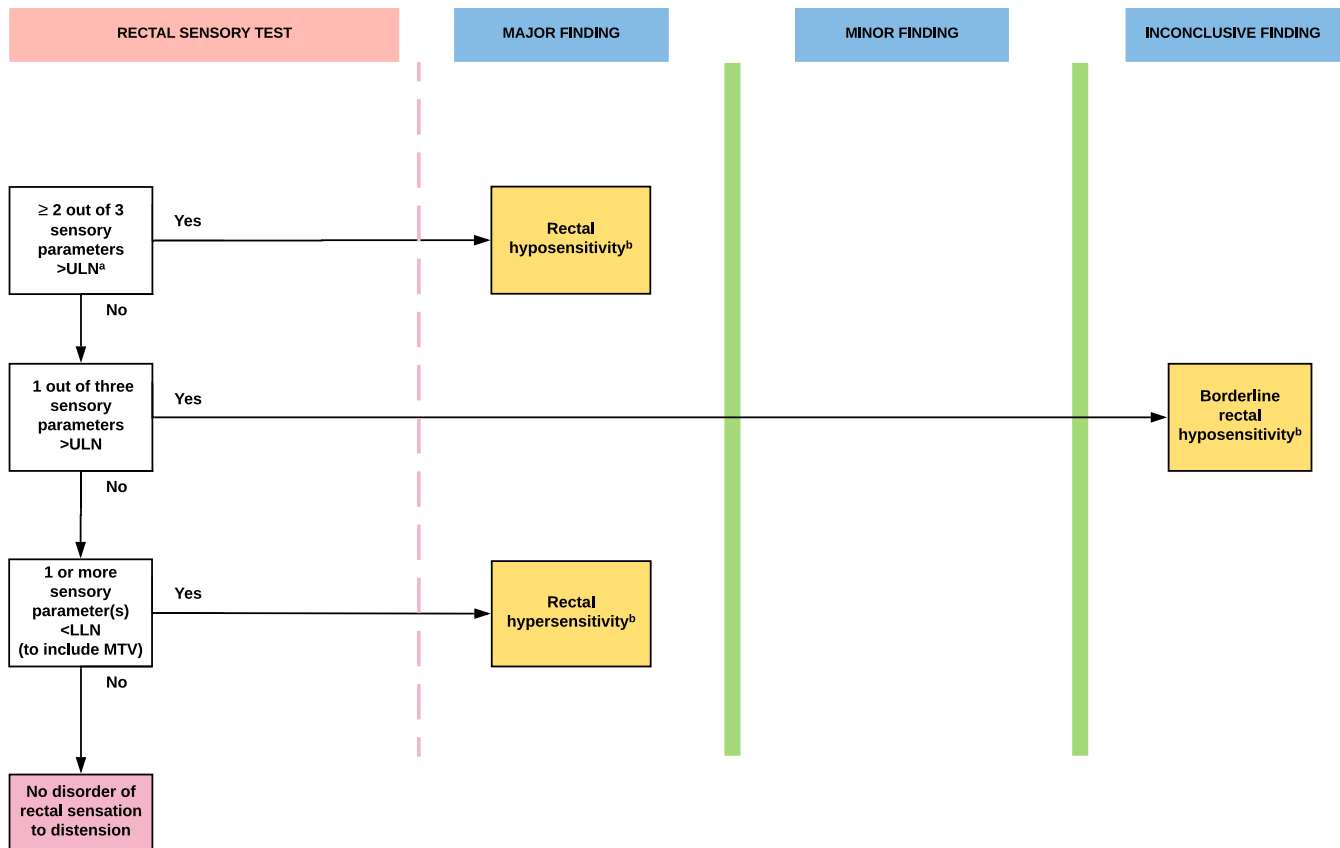 RECTAL SENSORY TEST
MAJOR FINDING
MINOR FINDING
INCONCLUSIVE FINDING
≥ 2 out of 3
sensory
parameters
>ULNᵃ
Yes
Rectal
hyposensitivityᵇ
No
1 out of three
sensory
parameters
>ULN
Yes
Borderline
rectal
hyposensitivityᵇ
No
1 or more
sensory
parameter(s)
<LLN
(to include MTV)
Yes
Rectal
hypersensitivityᵇ
No
No disorder of
rectal sensation
to distension